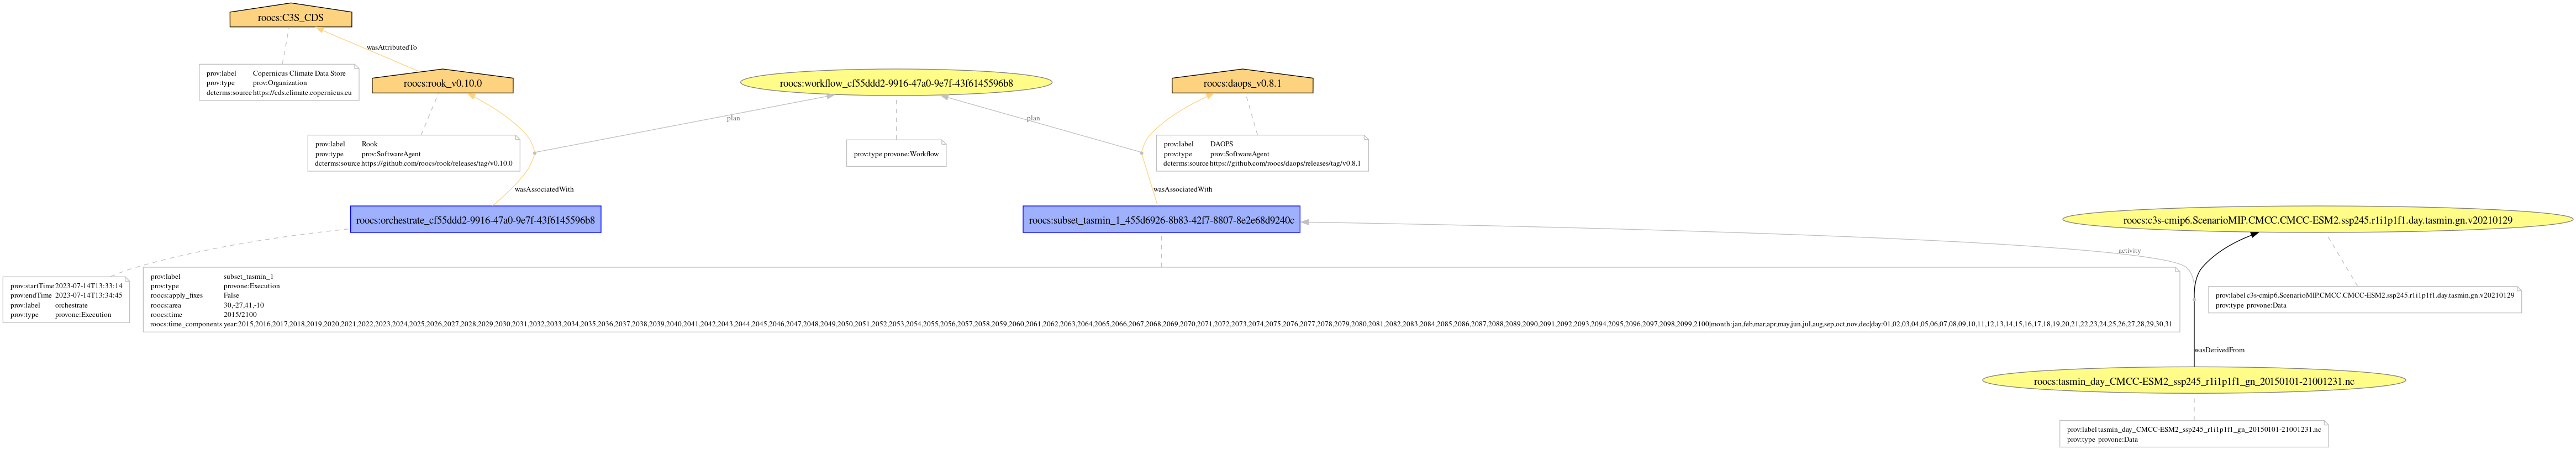 roocs:C3S_CDS
wasAttributedTo
prov:label Copernicus Climate Data Store
prov:type prov:Organization
dcterms:source https://cds.climate.copernicus.eu
roocs:rook_v0.10.0
roocs:workflow_cf55ddd2-9916-47a0-9e7f-43f6145596b8
roocs:daops_v0.8.1
plan
plan
prov:label Rook
prov:type prov:SoftwareAgent
dcterms:source https://github.com/roocs/rook/releases/tag/v0.10.0
prov:type provone:Workflow
prov:label DAOPS
prov:type prov:SoftwareAgent
dcterms:source https://github.com/roocs/daops/releases/tag/v0.8.1
wasAssociatedWith
wasAssociatedWith
roocs:orchestrate_cf55ddd2-9916-47a0-9e7f-43f6145596b8
roocs:subset_tasmin_1_455d6926-8b83-42f7-8807-8e2e68d9240c
roocs:c3s-cmip6.ScenarioMIP.CMCC.CMCC-ESM2.ssp245.r1i1p1f1.day.tasmin.gn.v20210129
activity
prov:startTime 2023-07-14T13:33:14
prov:endTime 2023-07-14T13:34:45
prov:label orchestrate
prov:type provone:Execution
prov:label subset_tasmin_1
prov:type provone:Execution
roocs:apply_fixes False
roocs:area 30,-27,41,-10
roocs:time 2015/2100
roocs:time_components year:2015,2016,2017,2018,2019,2020,2021,2022,2023,2024,2025,2026,2027,2028,2029,2030,2031,2032,2033,2034,2035,2036,2037,2038,2039,2040,2041,2042,2043,2044,2045,2046,2047,2048,2049,2050,2051,2052,2053,2054,2055,2056,2057,2058,2059,2060,2061,2062,2063,2064,2065,2066,2067,2068,2069,2070,2071,2072,2073,2074,2075,2076,2077,2078,2079,2080,2081,2082,2083,2084,2085,2086,2087,2088,2089,2090,2091,2092,2093,2094,2095,2096,2097,2098,2099,2100|month:jan,feb,mar,apr,may,jun,jul,aug,sep,oct,nov,dec|day:01,02,03,04,05,06,07,08,09,10,11,12,13,14,15,16,17,18,19,20,21,22,23,24,25,26,27,28,29,30,31
prov:label c3s-cmip6.ScenarioMIP.CMCC.CMCC-ESM2.ssp245.r1i1p1f1.day.tasmin.gn.v20210129
prov:type provone:Data
wasDerivedFrom
roocs:tasmin_day_CMCC-ESM2_ssp245_r1i1p1f1_gn_20150101-21001231.nc
prov:label tasmin_day_CMCC-ESM2_ssp245_r1i1p1f1_gn_20150101-21001231.nc
prov:type provone:Data